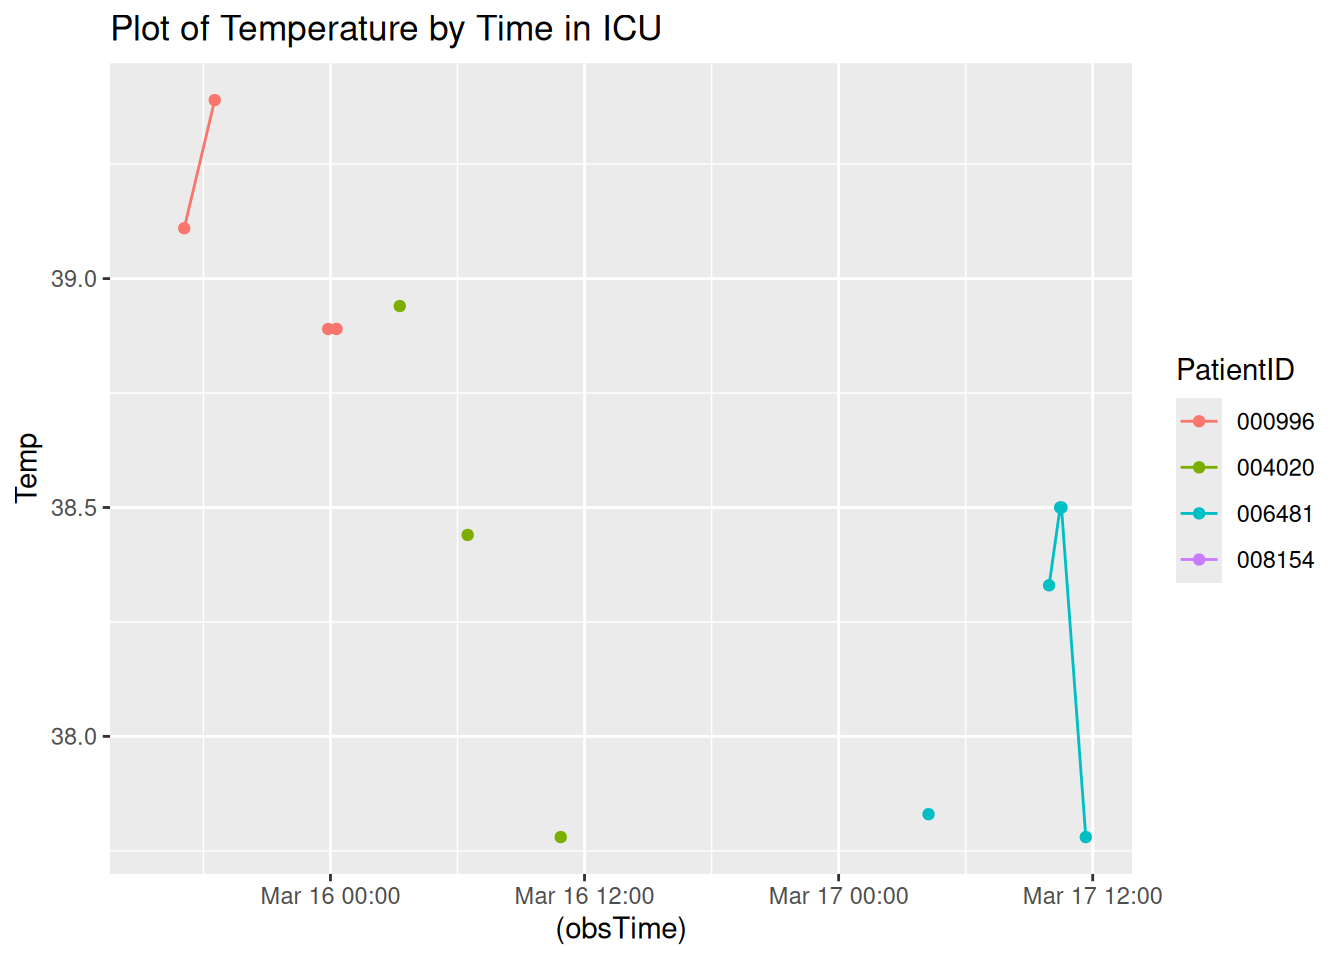 Plot of Temperature by Time in ICU
39.0
38.5
38.0
Temp
Mar 16 00:00
Mar 16 12:00
Mar 17 00:00
Mar 17 12:00
(obsTime)
PatientID
000996
004020
006481
008154